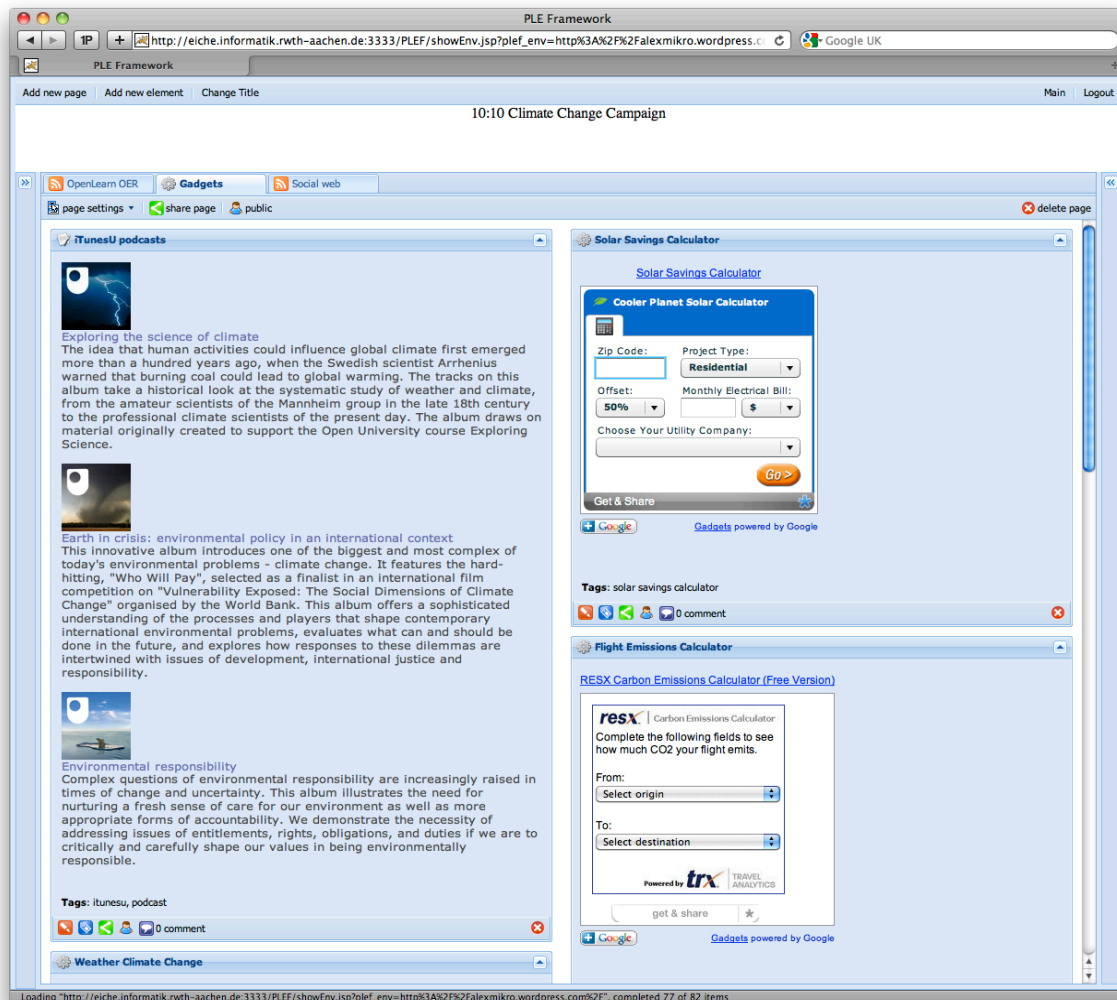 PLE Framework
1P
http://eiche.informatik.rwth-aachen.de:3333/PLEF/showEnv.jsp?plef_env=http%3A%2F%2Falexmikro.wordpress.c
Google UK
PLE Framework
Add new page Add new element Change Title Main Logout
10:10 Climate Change Campaign
OpenLearn OER Gadgets Social web
page settings share page public delete page
iTunesU podcasts
Exploring the science of climate
The idea that human activities could influence global climate first emerged
more than a hundred years ago, when the Swedish scientist Arrhenius
warned that burning coal could lead to global warming. The tracks on this
album take a historical look at the systematic study of weather and climate,
from the amateur scientists of the Mannheim group in the late 18th century
to the professional climate scientists of the present day. The album draws on
material originally created to support the Open University course Exploring
Science.
Earth in crisis: environmental policy in an international context
This innovative album introduces one of the biggest and most complex of
today's environmental problems - climate change. It features the hard-
hitting, "Who Will Pay", selected as a finalist in an international film
competition on "Vulnerability Exposed: The Social Dimensions of Climate
Change" organised by the World Bank. This album offers a sophisticated
understanding of the processes and players that shape contemporary
international environmental problems, evaluates what can and should be
done in the future, and explores how responses to these dilemmas are
intertwined with issues of development, international justice and
responsibility.
Environmental responsibility
Complex questions of environmental responsibility are increasingly raised in
times of change and uncertainty. This album illustrates the need for
nurturing a fresh sense of care for our environment as well as more
appropriate forms of accountability. We demonstrate the necessity of
addressing issues of entitlements, rights, obligations, and duties if we are to
critically and carefully shape our values in being environmentally
responsible.
Tags: itunesu, podcast
0 comment
Weather Climate Change
Solar Savings Calculator
Solar Savings Calculator
Cooler Planet Solar Calculator
Zip Code: Project Type:
Residential
Offset: Monthly Electrical Bill:
50% $
Choose Your Utility Company:
Go >
Get & Share
Google Gadgets powered by Google
Tags: solar savings calculator
0 comment
Flight Emissions Calculator
RESX Carbon Emissions Calculator (Free Version)
resx Carbon Emissions Calculator
Complete the following fields to see
how much CO2 your flight emits.
From:
Select origin
To:
Select destination
Powered by trx TRAVEL
ANALYTICS
get & share
Google Gadgets powered by Google
Loading "http://eiche.informatik.rwth-aachen.de:3333/PLEF/showEnv.jsp?plef_env=http%3A%2F%2Falexmikro.wordpress.com%2F", completed 77 of 82 items